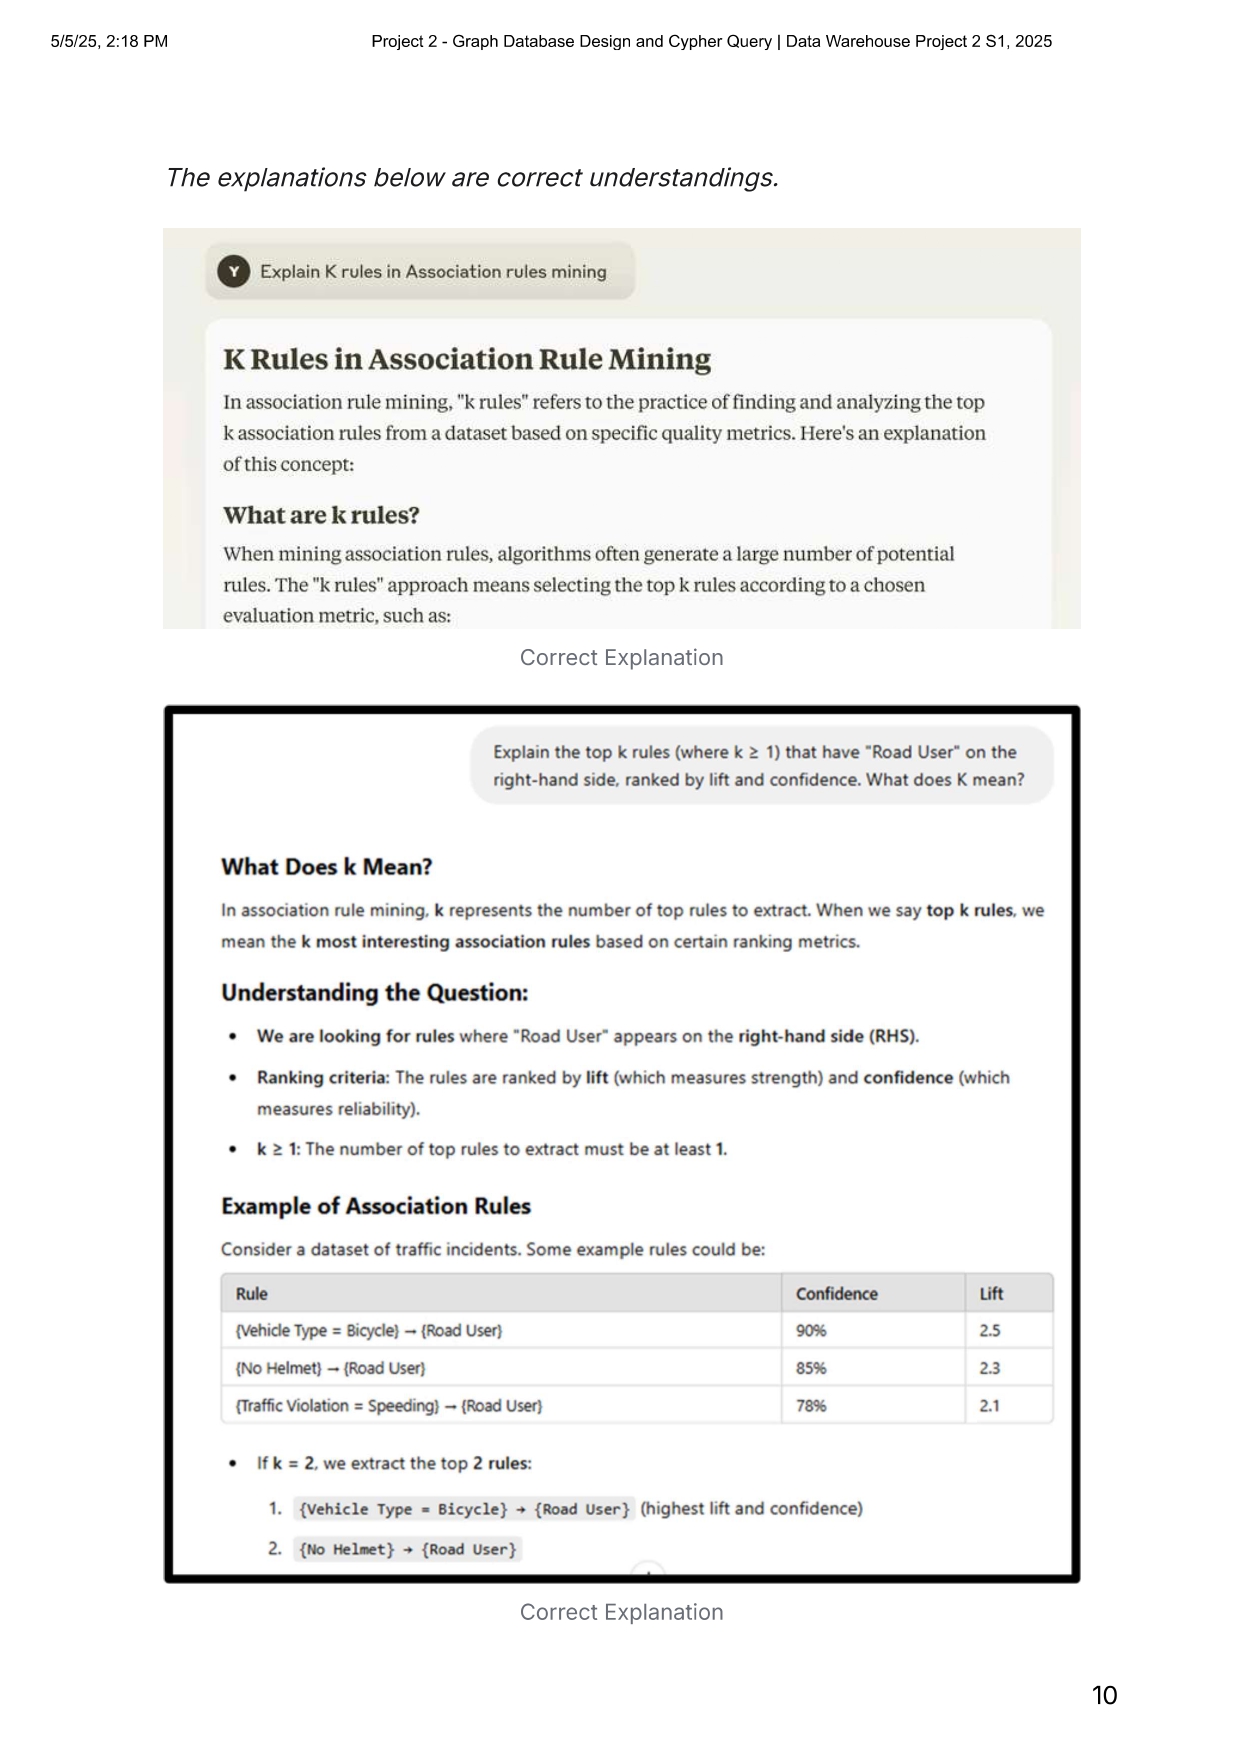 5/5/25, 2:18 PM
Project 2 - Graph Database Design and Cypher Query | Data Warehouse Project 2 S1, 2025
The explanations below are correct understandings.
Y
Explain K rules in Association rules mining
K Rules in Association Rule Mining
In association rule mining, "k rules" refers to the practice of finding and analyzing the top
k association rules from a dataset based on specific quality metrics. Here's an explanation
of this concept:
What are k rules?
When mining association rules, algorithms often generate a large number of potential
rules. The "k rules" approach means selecting the top k rules according to a chosen
evaluation metric, such as:
Correct Explanation
Explain the top k rules (where k ≥ 1) that have "Road User" on the
right-hand side, ranked by lift and confidence. What does K mean?
What Does k Mean?
In association rule mining, k represents the number of top rules to extract. When we say top k rules, we
mean the k most interesting association rules based on certain ranking metrics.
Understanding the Question:
• We are looking for rules where "Road User" appears on the right-hand side (RHS).
• Ranking criteria: The rules are ranked by lift (which measures strength) and confidence (which
measures reliability).
• k ≥ 1: The number of top rules to extract must be at least 1.
Example of Association Rules
Consider a dataset of traffic incidents. Some example rules could be:
Rule Confidence Lift
{Vehicle Type = Bicycle} → {Road User} 90% 2.5
{No Helmet} → {Road User} 85% 2.3
{Traffic Violation = Speeding} → {Road User} 78% 2.1
• If k = 2, we extract the top 2 rules:
1. {Vehicle Type = Bicycle} → {Road User} (highest lift and confidence)
2. {No Helmet} → {Road User}
Correct Explanation
10